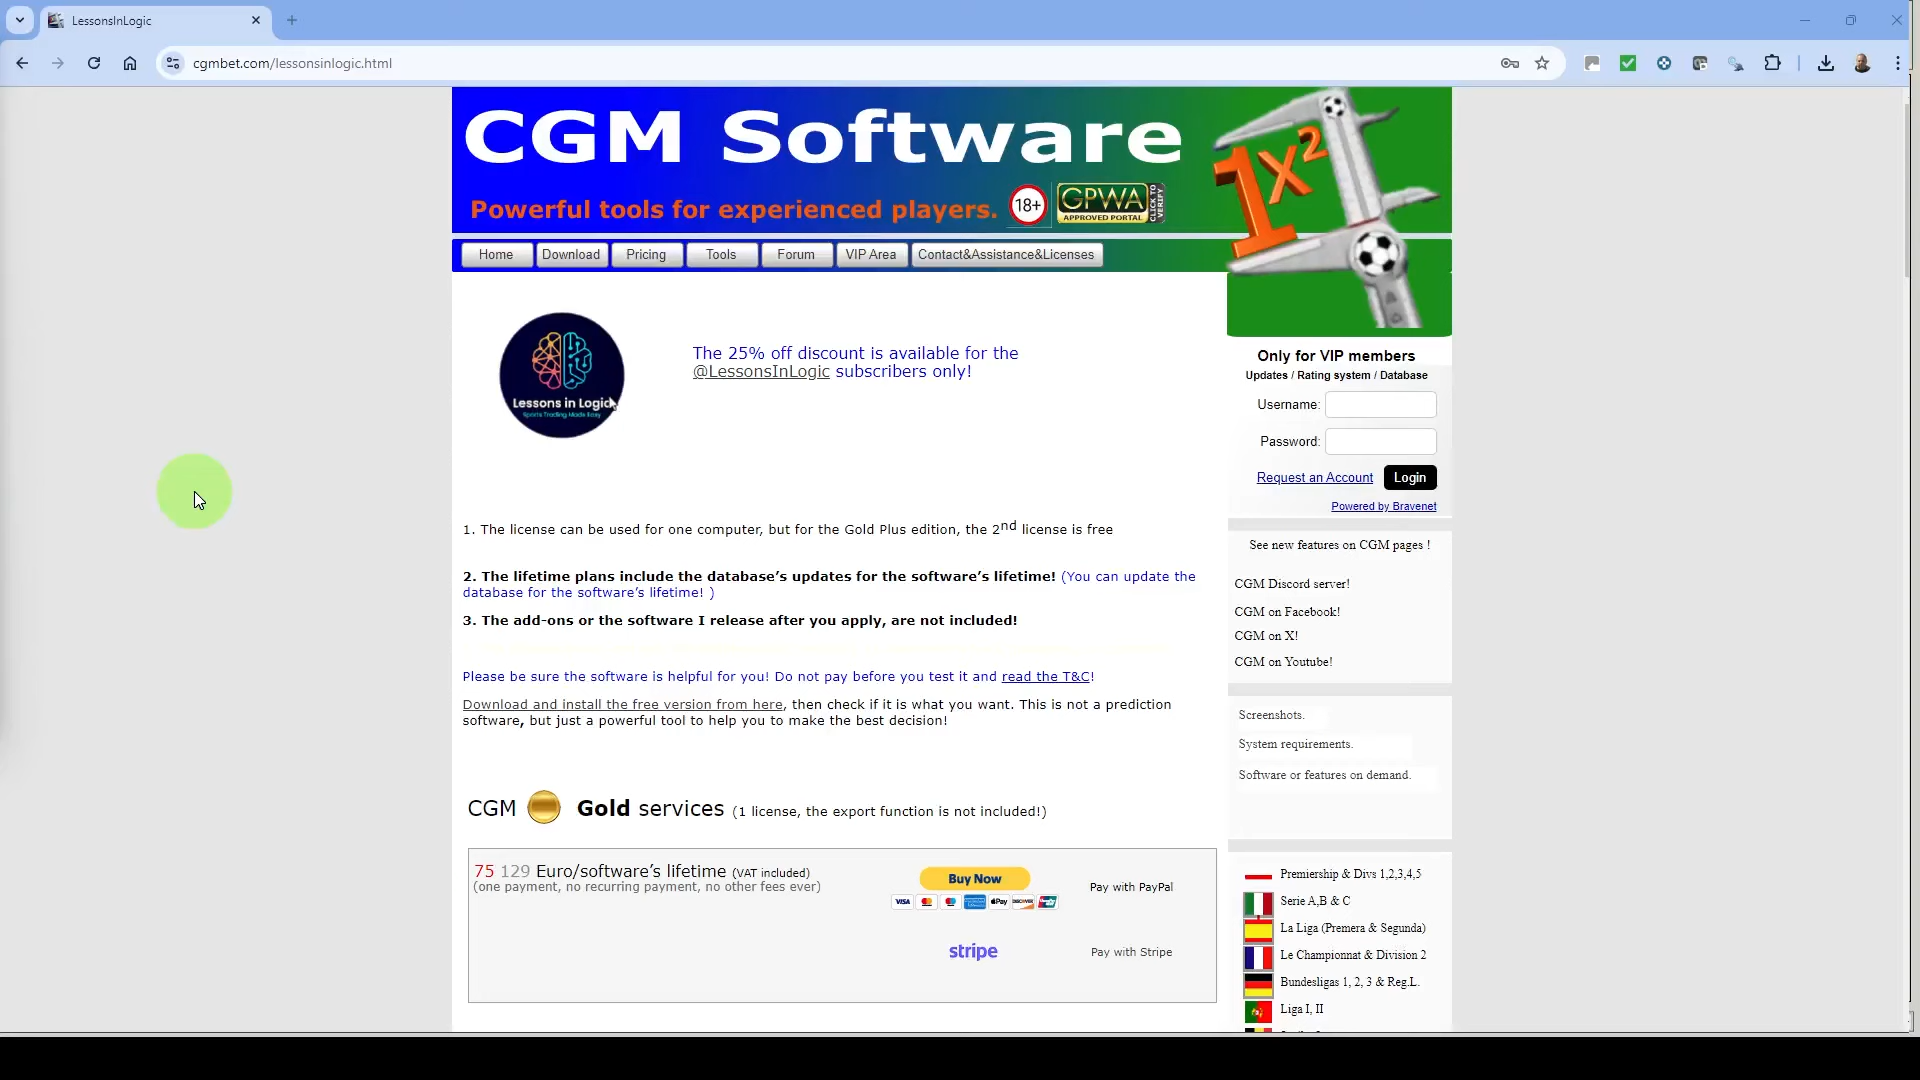 LessonsInLogic
cgmbet.com/lessonsinlogic.html
CGM Software
1x2
Powerful tools for experienced players.
18+
GPWA
APPROVED PORTAL
CLICK TO
VERIFY
Home
Download
Pricing
Tools
Forum
VIP Area
Contact&Assistance&Licenses
Lessons in Logic
Sports Trading Made Easy
The 25% off discount is available for the
@LessonsInLogic subscribers only!
Only for VIP members
Updates / Rating system / Database
Username:
Password:
Request an Account
Login
Powered by Bravenet
1. The license can be used for one computer, but for the Gold Plus edition, the 2nd license is free
2. The lifetime plans include the database’s updates for the software’s lifetime! (You can update the
database for the software’s lifetime! )
3. The add-ons or the software I release after you apply, are not included!
Please be sure the software is helpful for you! Do not pay before you test it and read the T&C!
Download and install the free version from here, then check if it is what you want. This is not a prediction
software, but just a powerful tool to help you to make the best decision!
See new features on CGM pages !
CGM Discord server!
CGM on Facebook!
CGM on X!
CGM on Youtube!
Screenshots.
System requirements.
Software or features on demand.
CGM Gold services (1 license, the export function is not included!)
75 129 Euro/software’s lifetime (VAT included)
(one payment, no recurring payment, no other fees ever)
Buy Now
VISA
Pay
DISCOVER
Pay with PayPal
stripe
Pay with Stripe
Premiership & Divs 1,2,3,4,5
Serie A,B & C
La Liga (Premera & Segunda)
Le Championnat & Division 2
Bundesligas 1, 2, 3 & Reg.L.
Liga I, II